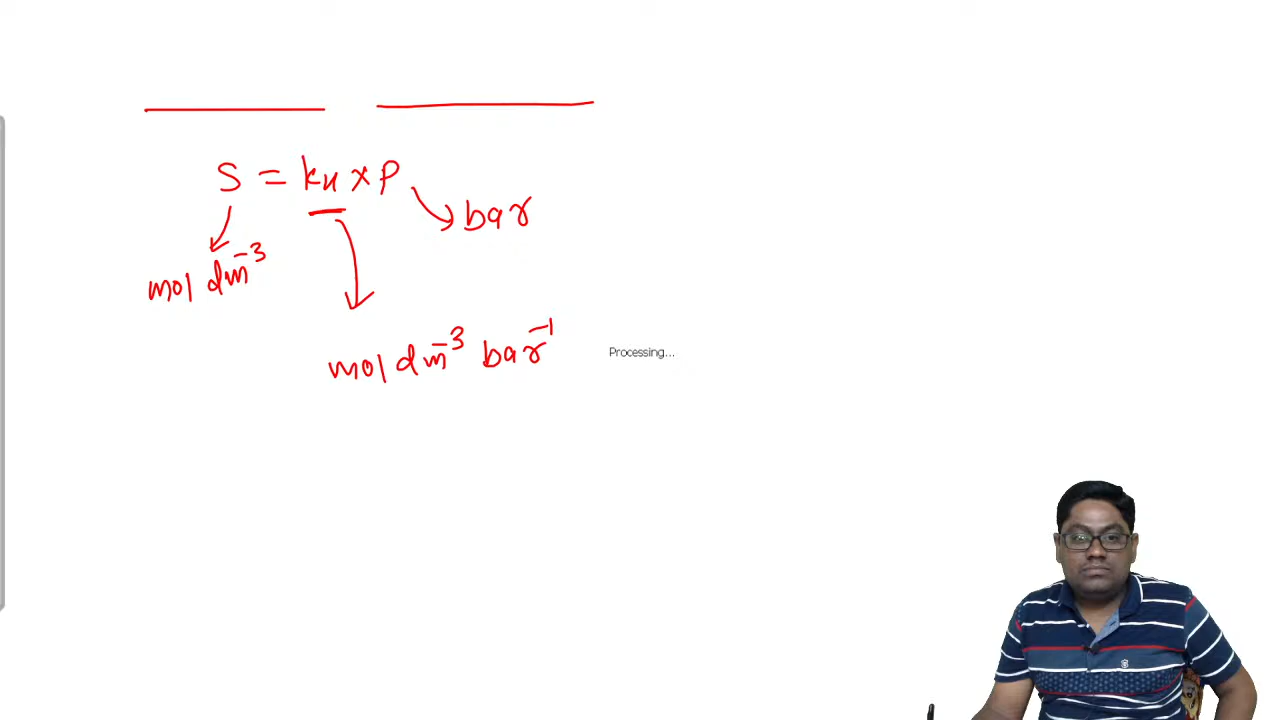 S = kH × P
bar
mol dm⁻³
mol dm⁻³ bar⁻¹
Processing...